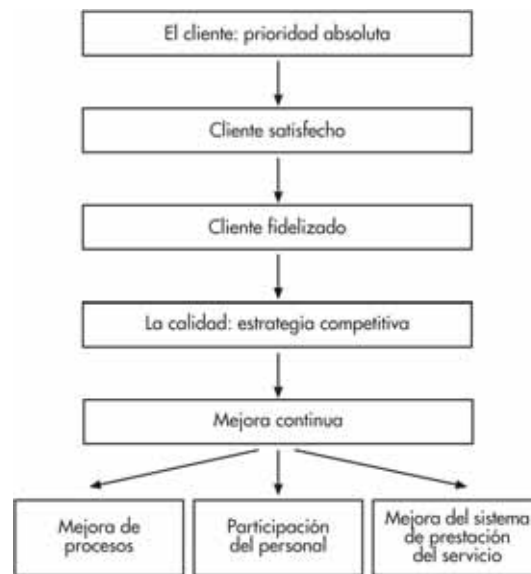 El cliente: prioridad absoluta
Cliente satisfecho
Cliente fidelizado
La calidad: estrategia competitiva
Mejora continua
Mejora de
procesos
Participación
del personal
Mejora del sistema
de prestación
del servicio